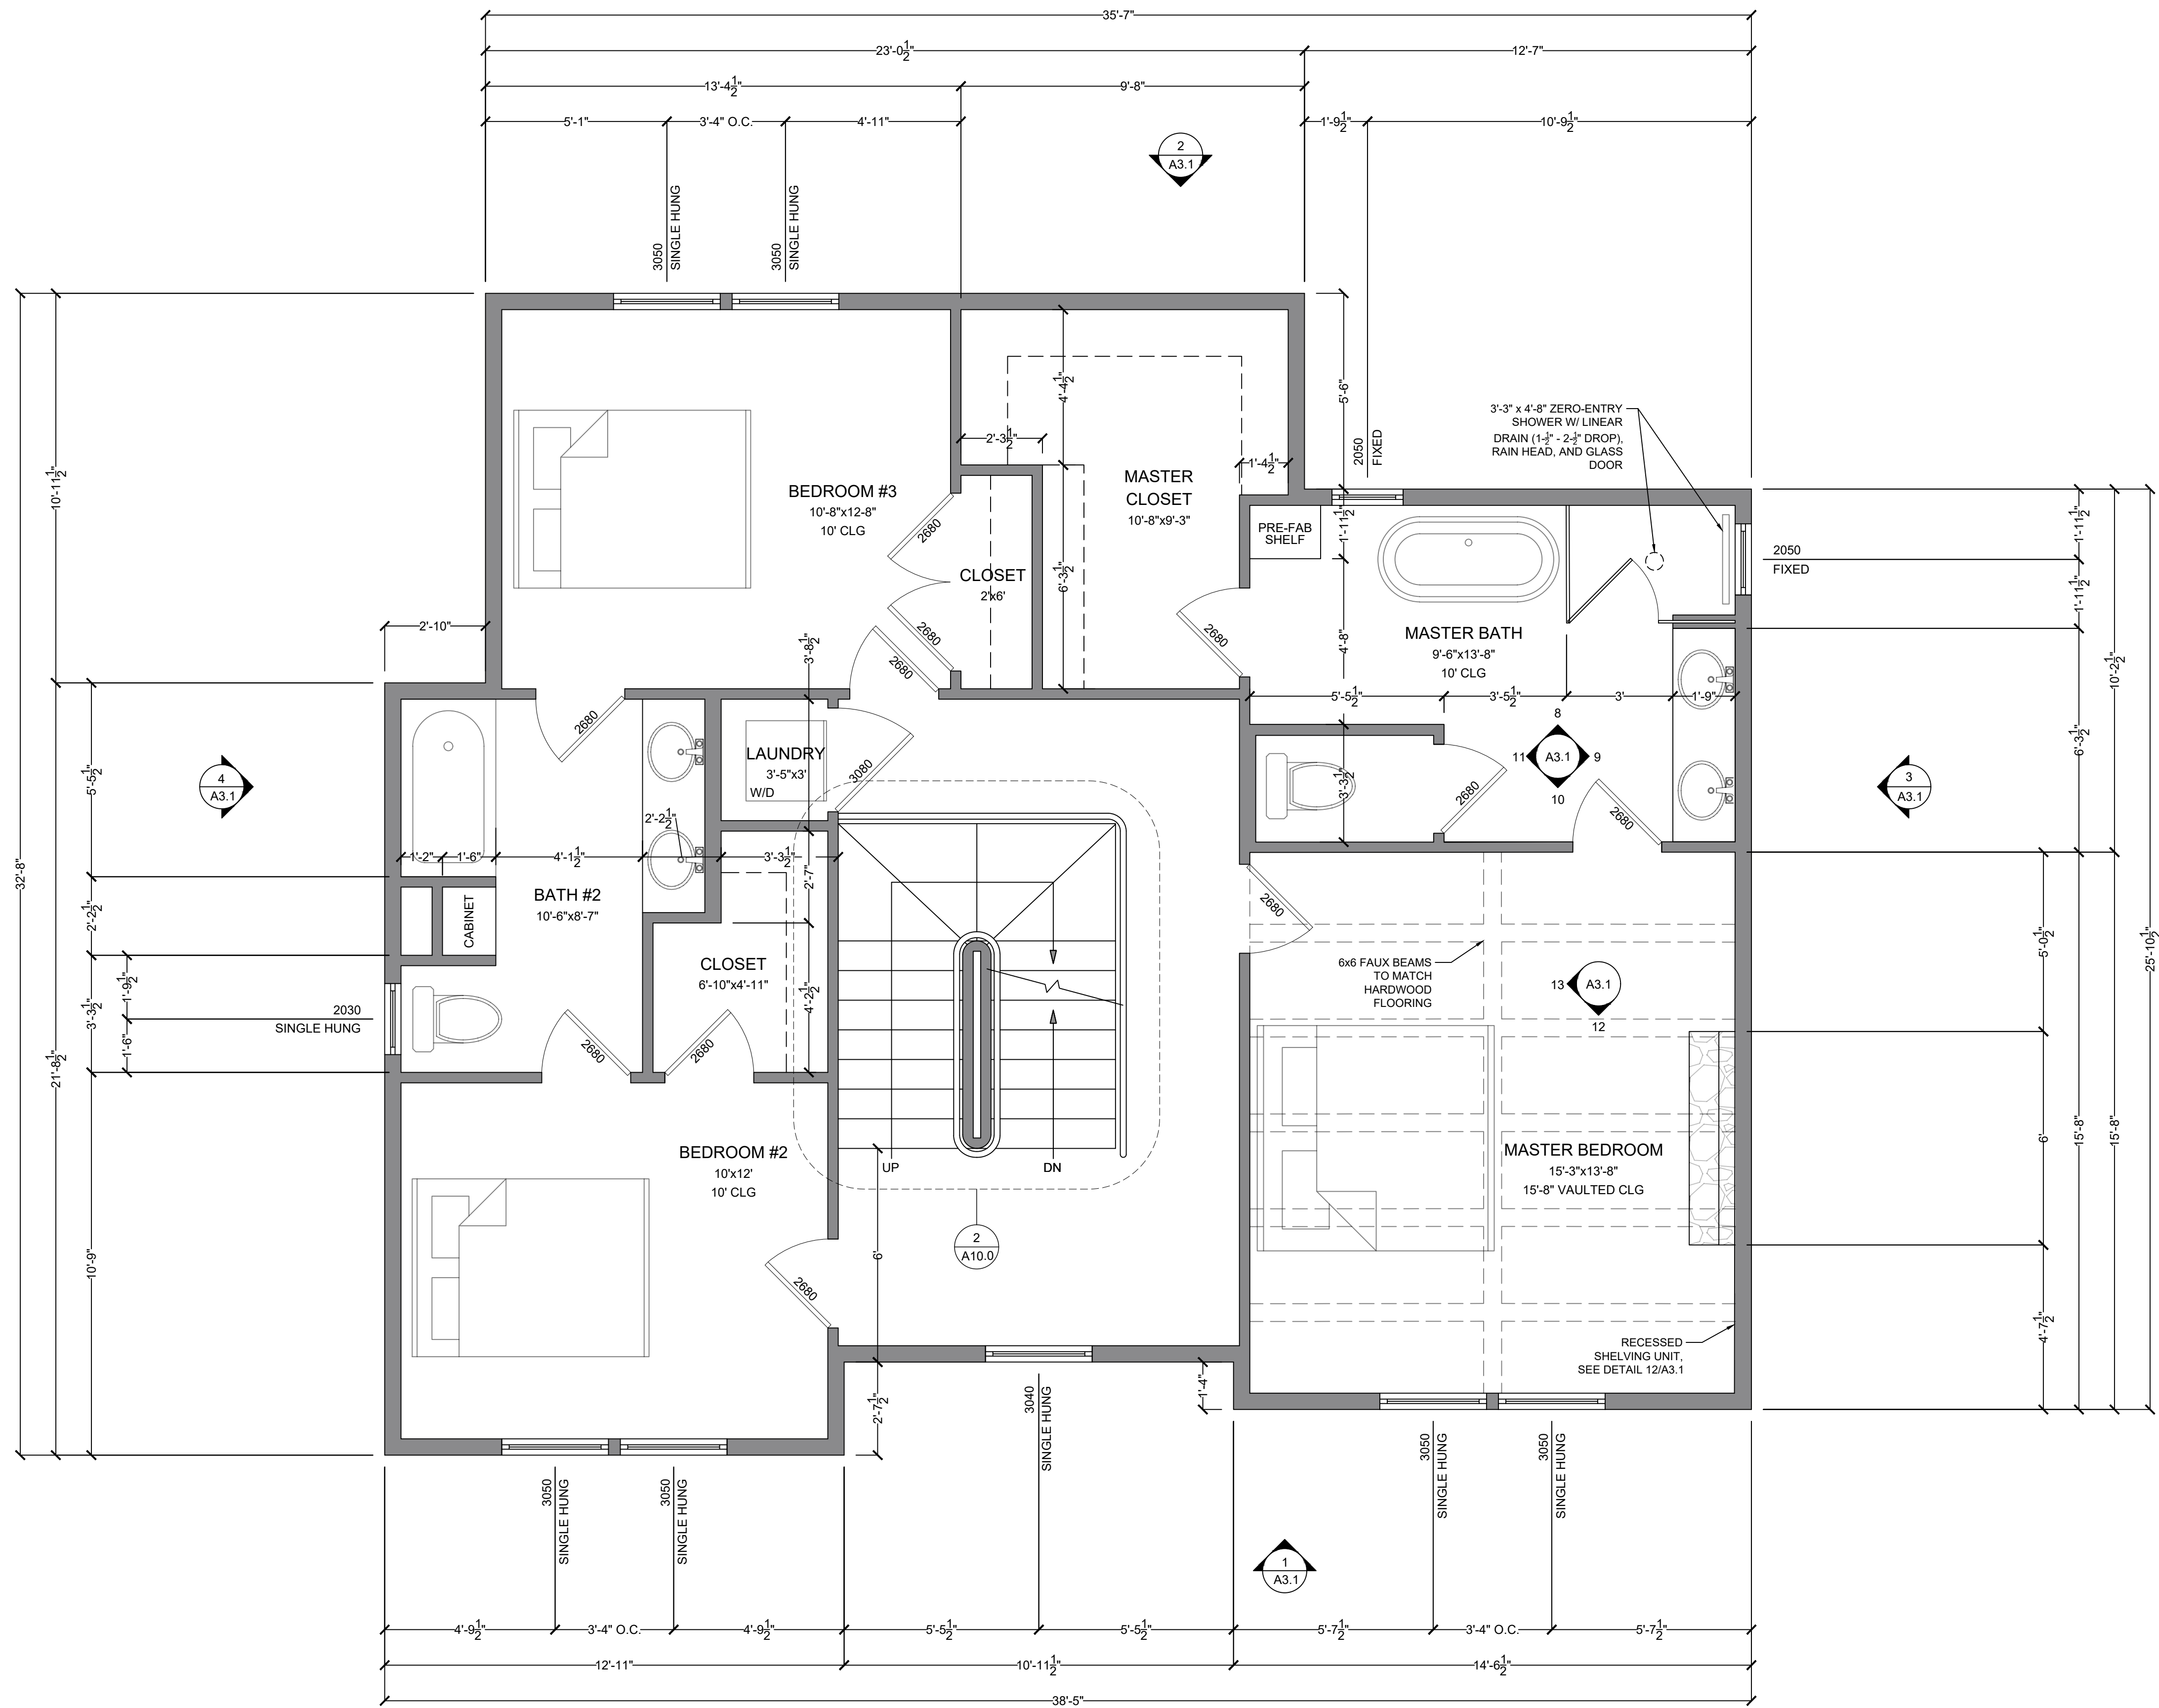 35'-7"
23'-0 1/2"
12'-7"
13'-4 1/2"
9'-8"
5'-1"
3'-4" O.C.
4'-11"
1'-9 1/2"
10'-9 1/2"
2
A3.1
3050
SINGLE HUNG
3050
SINGLE HUNG
2050
FIXED
3'-3" x 4'-8" ZERO-ENTRY
SHOWER W/ LINEAR
DRAIN (1-1/2" - 2-1/2" DROP),
RAIN HEAD, AND GLASS
DOOR
32'-8"
10'-11 1/2"
21'-8 1/2"
5'-5 1/2"
2'-2 1/2"
3'-3 1/2"
1'-9 1/2"
1'-6"
10'-9"
2'-10"
4
A3.1
2030
SINGLE HUNG
BEDROOM #3
10'-8"x12'-8"
10' CLG
2680
2680
2680
CLOSET
2'x6'
2'-3 1/2"
4'-4 1/2"
6'-3 1/2"
1'-4 1/2"
MASTER
CLOSET
10'-8"x9'-3"
2680
5'-6"
1'-11 1/2"
4'-8"
3'-3 1/2"
PRE-FAB
SHELF
MASTER BATH
9'-6"x13'-8"
10' CLG
5'-5 1/2"
3'-5 1/2"
3'
1'-9"
8
11
A3.1
9
10
2680
2680
2050
FIXED
1'-11 1/2"
1'-11 1/2"
6'-3 1/2"
10'-2 1/2"
25'-10 1/2"
3
A3.1
3'-8 1/2"
LAUNDRY
3'-5"x3'
W/D
3080
2680
2'-2 1/2"
1'-2"
1'-6"
4'-1 1/2"
3'-3 1/2"
2'-7"
4'-2 1/2"
BATH #2
10'-6"x8'-7"
CABINET
CLOSET
6'-10"x4'-11"
2680
2680
BEDROOM #2
10'x12'
10' CLG
2680
UP
DN
2
A10.0
6'
2'-7 1/2"
1'-4"
2680
6x6 FAUX BEAMS
TO MATCH
HARDWOOD
FLOORING
13
A3.1
12
MASTER BEDROOM
15'-3"x13'-8"
15'-8" VAULTED CLG
RECESSED
SHELVING UNIT,
SEE DETAIL 12/A3.1
5'-0 1/2"
6'
4'-7 1/2"
15'-8"
15'-8"
3050
SINGLE HUNG
3050
SINGLE HUNG
3040
SINGLE HUNG
3050
SINGLE HUNG
3050
SINGLE HUNG
1
A3.1
4'-9 1/2"
3'-4" O.C.
4'-9 1/2"
5'-5 1/2"
5'-5 1/2"
5'-7 1/2"
3'-4" O.C.
5'-7 1/2"
12'-11"
10'-11 1/2"
14'-6 1/2"
38'-5"